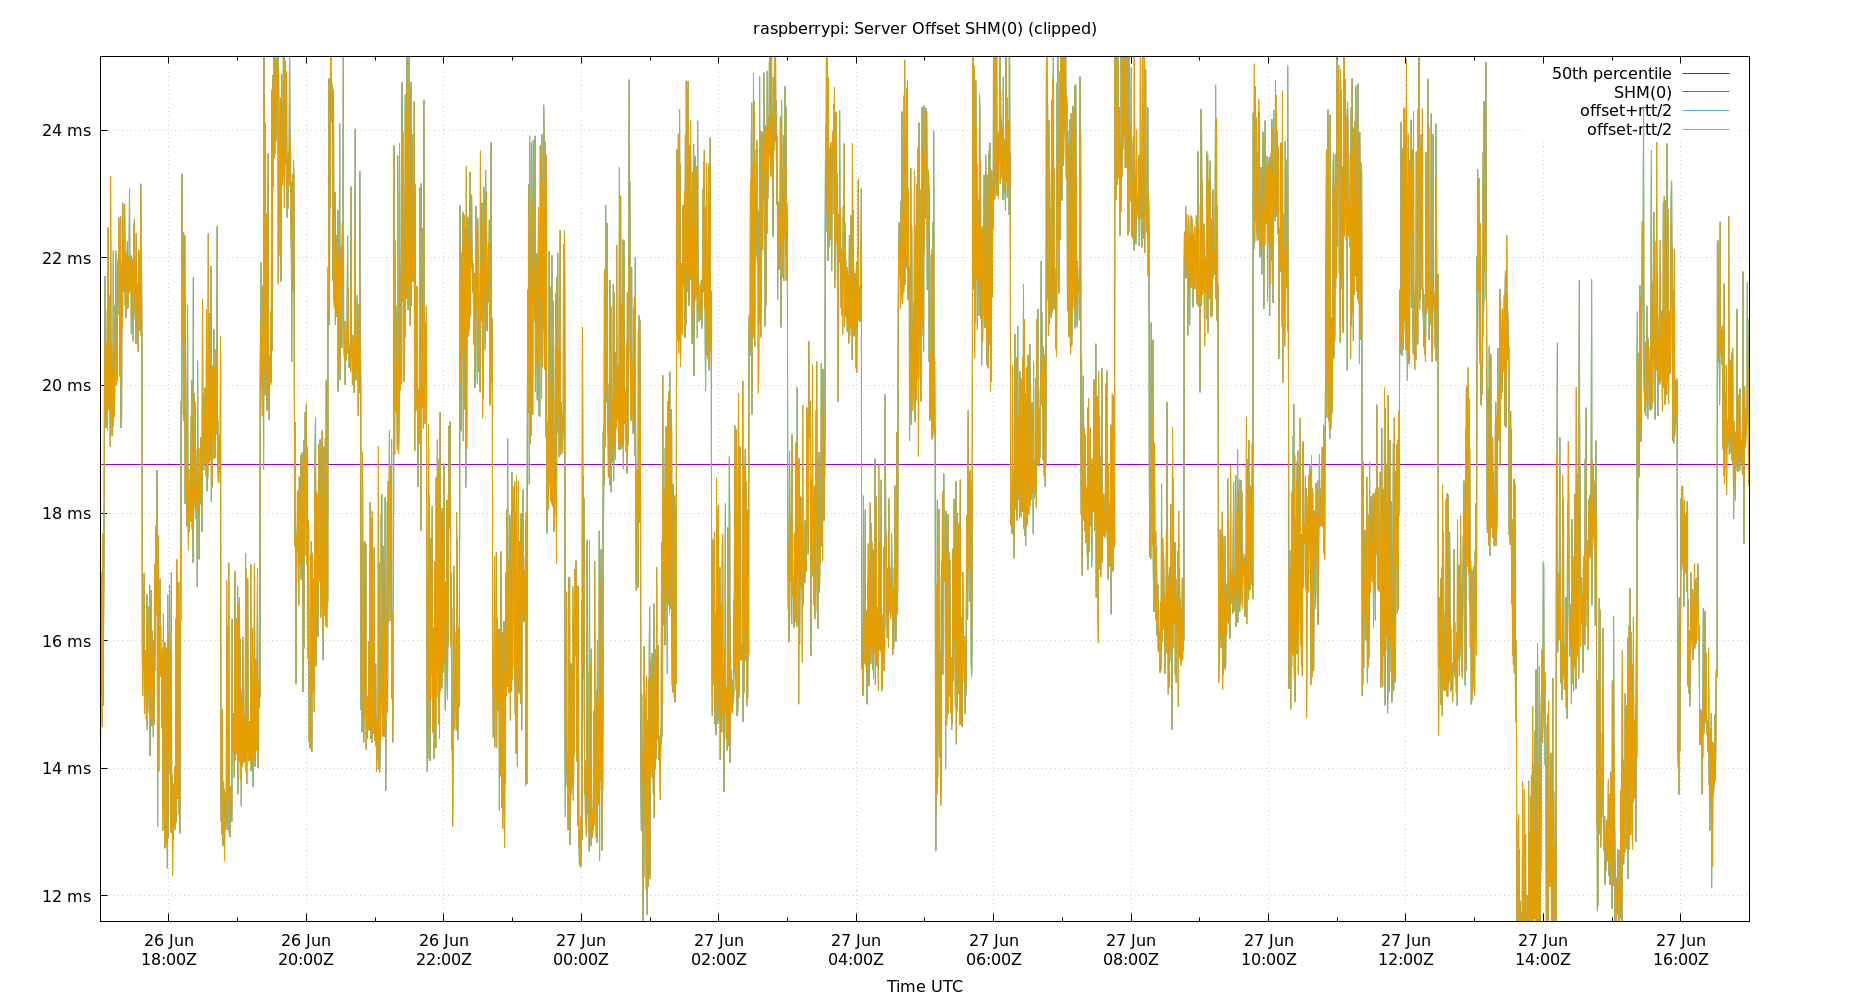 raspberrypi: Server Offset SHM(0) (clipped)
50th percentile
SHM(0)
offset+rtt/2
offset-rtt/2
24 ms
22 ms
20 ms
18 ms
16 ms
14 ms
12 ms
26 Jun 26 Jun 26 Jun 27 Jun 27 Jun 27 Jun 27 Jun 27 Jun 27 Jun 27 Jun 27 Jun 27 Jun
18:00Z 20:00Z 22:00Z 00:00Z 02:00Z 04:00Z 06:00Z 08:00Z 10:00Z 12:00Z 14:00Z 16:00Z
Time UTC